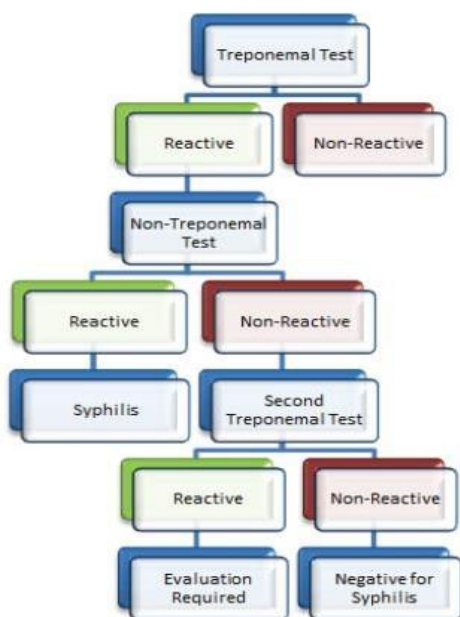 Treponemal Test
Reactive
Non-Reactive
Non-Treponemal
Test
Reactive
Non-Reactive
Syphilis
Second
Treponemal Test
Reactive
Non-Reactive
Evaluation
Required
Negative for
Syphilis